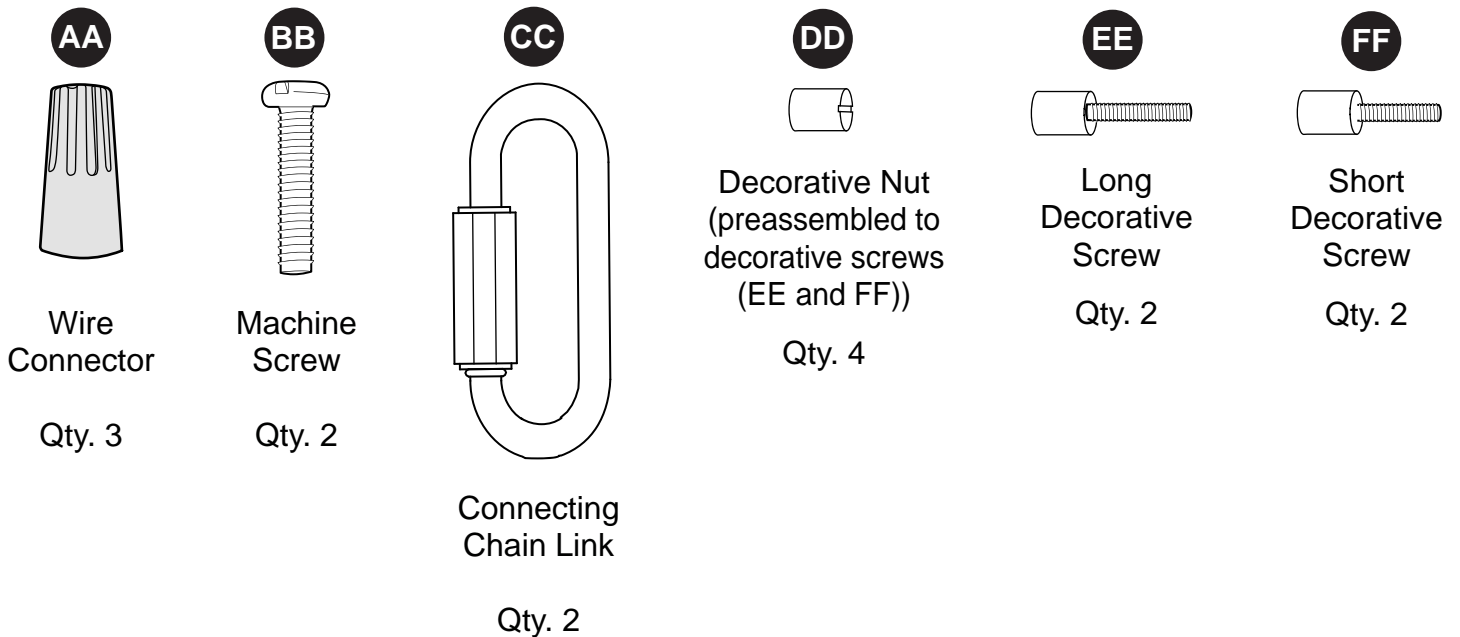 AA
Wire
Connector
Qty. 3
BB
Machine
Screw
Qty. 2
CC
Connecting
Chain Link
Qty. 2
DD
Decorative Nut
(preassembled to
decorative screws
(EE and FF))
Qty. 4
EE
Long
Decorative
Screw
Qty. 2
FF
Short
Decorative
Screw
Qty. 2